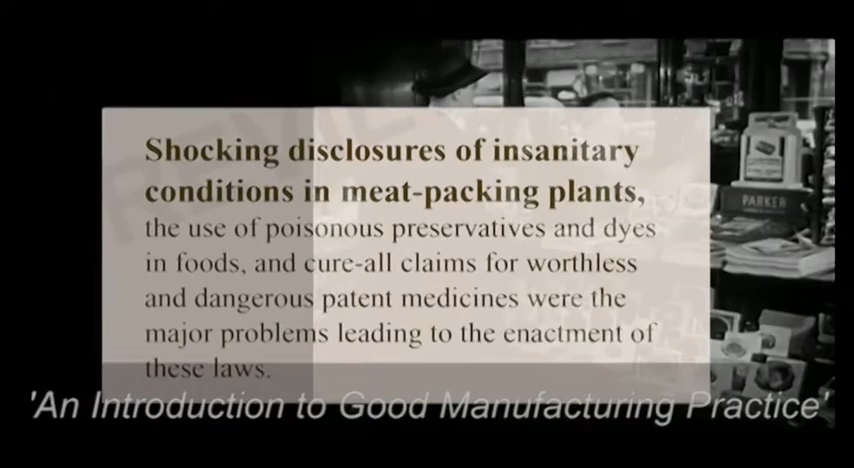 Shocking disclosures of insanitary
conditions in meat-packing plants,
the use of poisonous preservatives and dyes
in foods, and cure-all claims for worthless
and dangerous patent medicines were the
major problems leading to the enactment of
these laws.
'An Introduction to Good Manufacturing Practice'
PARKER